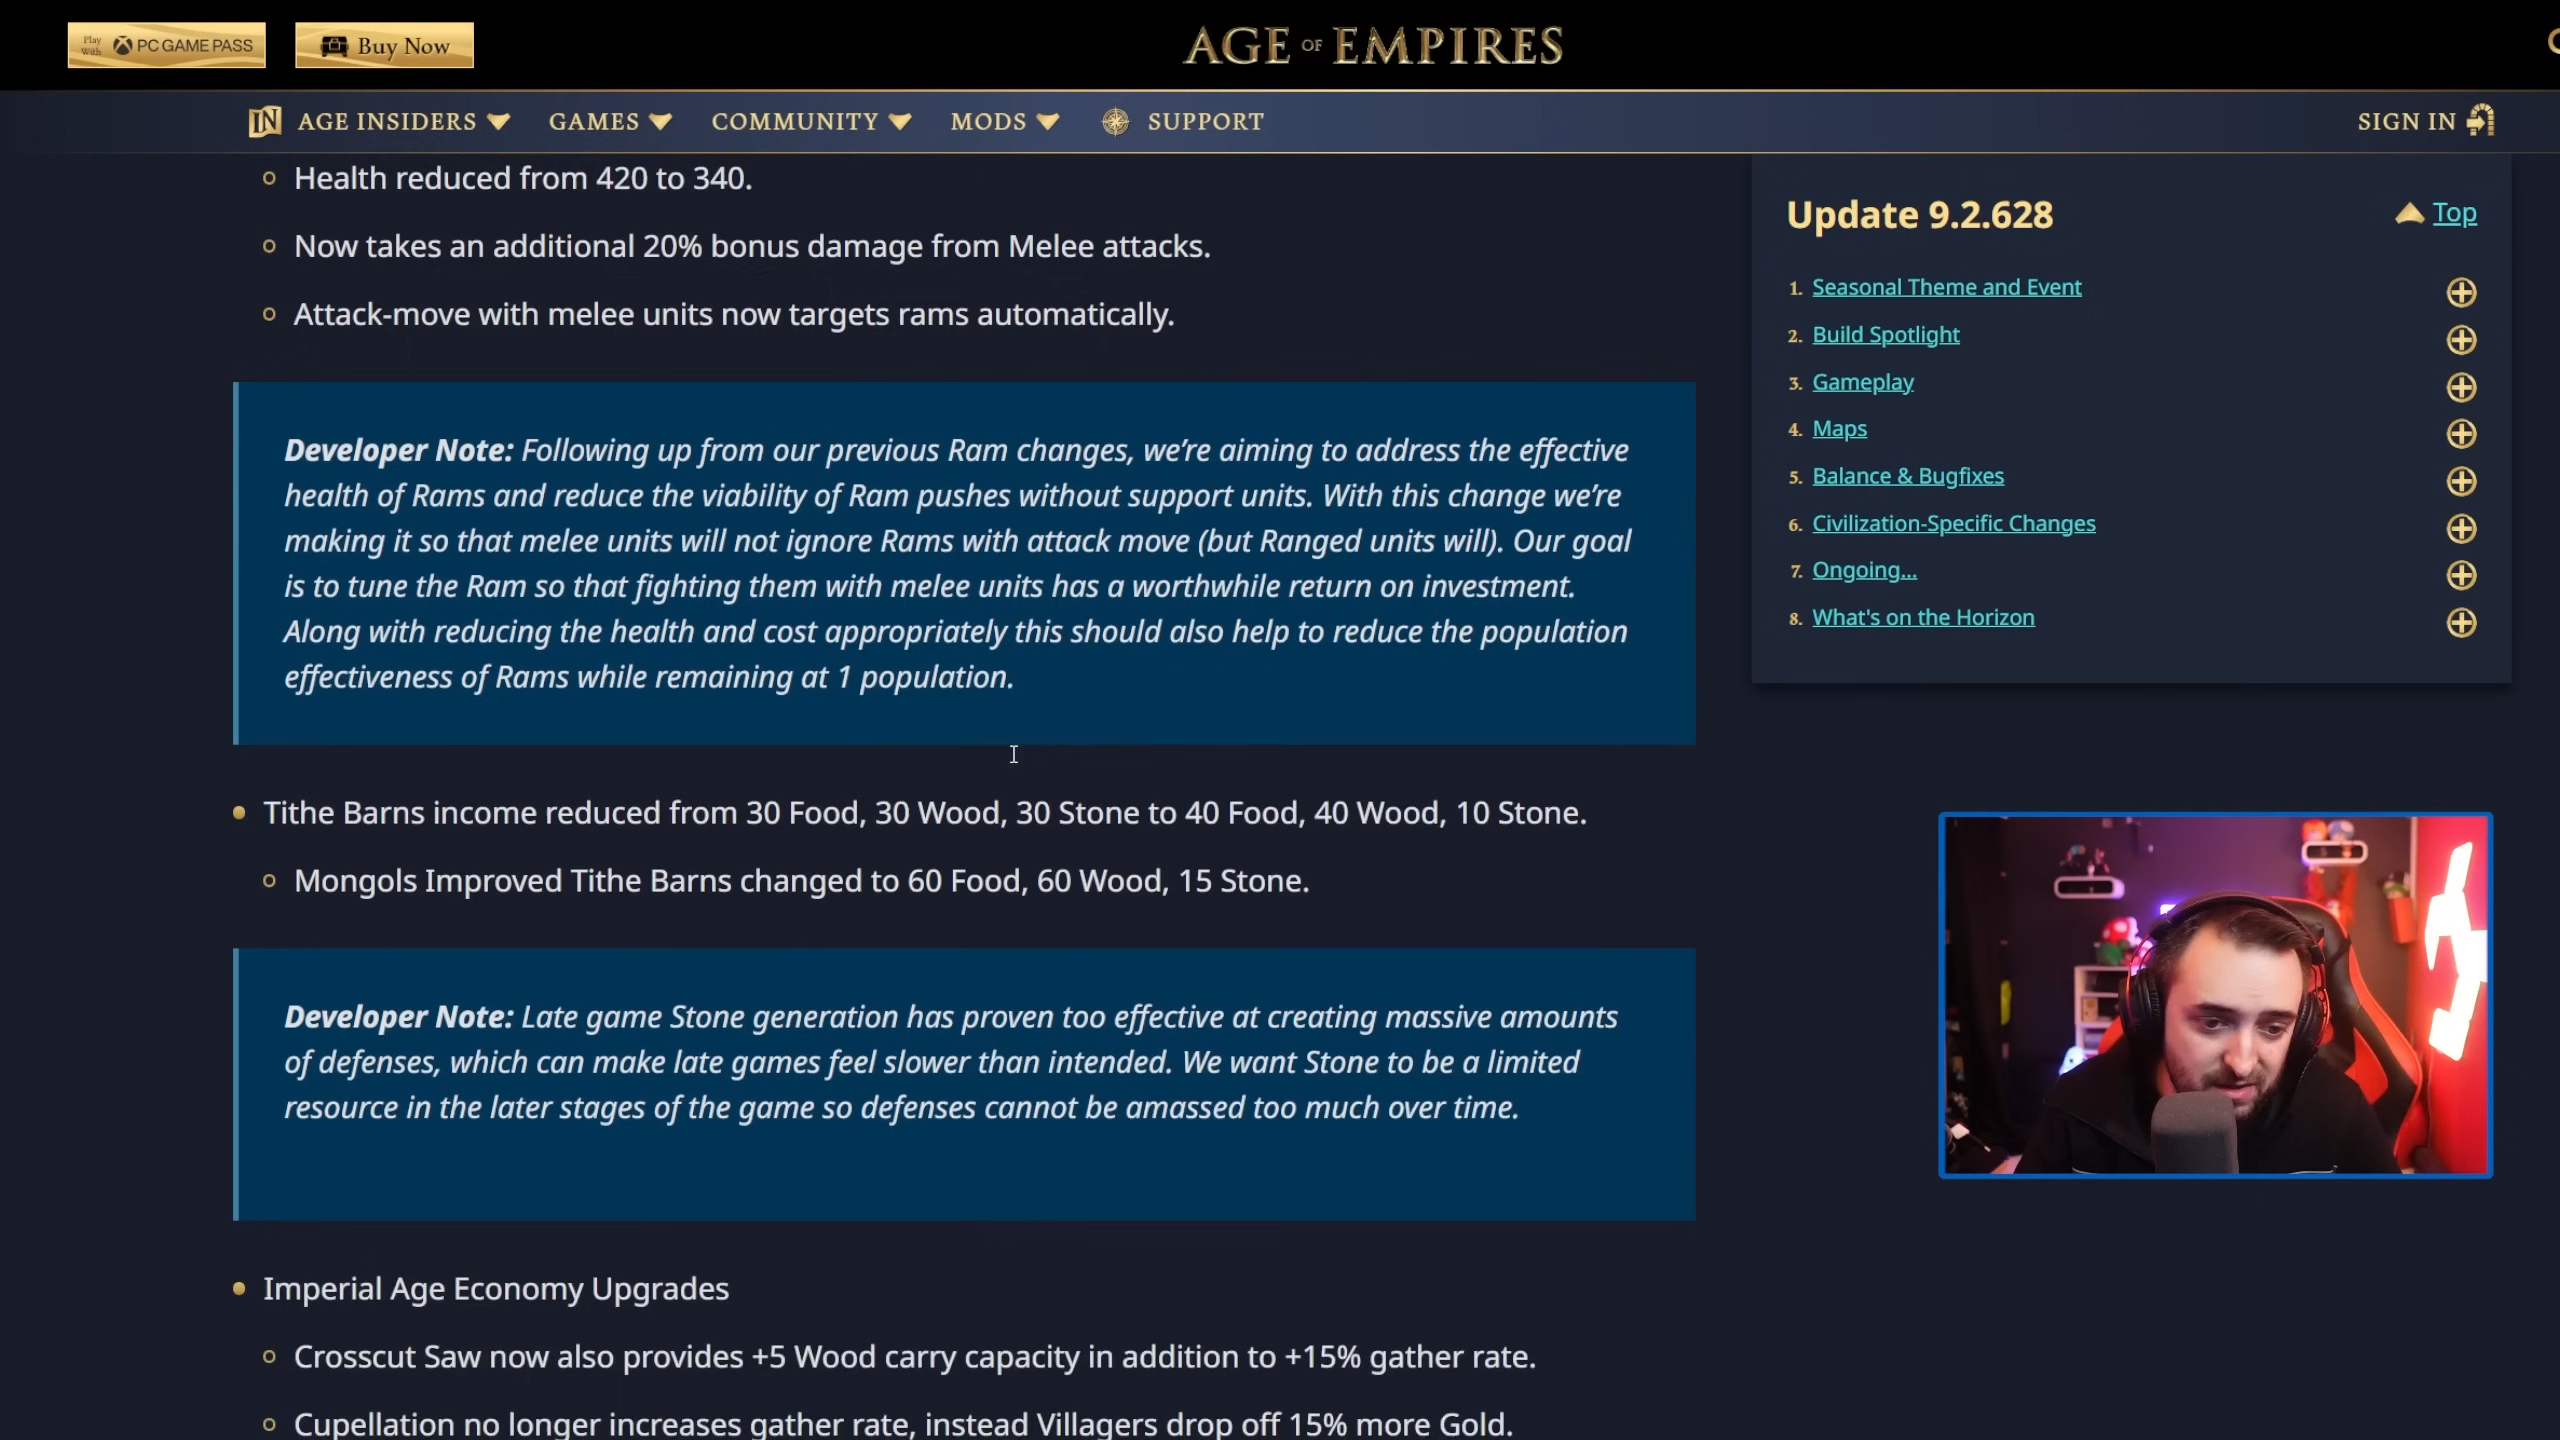 Play With PC GAME PASS
Buy Now
AGE OF EMPIRES
IN AGE INSIDERS
GAMES
COMMUNITY
MODS
SUPPORT
SIGN IN
Health reduced from 420 to 340.
Now takes an additional 20% bonus damage from Melee attacks.
Attack-move with melee units now targets rams automatically.
Developer Note: Following up from our previous Ram changes, we’re aiming to address the effective
health of Rams and reduce the viability of Ram pushes without support units. With this change we’re
making it so that melee units will not ignore Rams with attack move (but Ranged units will). Our goal
is to tune the Ram so that fighting them with melee units has a worthwhile return on investment.
Along with reducing the health and cost appropriately this should also help to reduce the population
effectiveness of Rams while remaining at 1 population.
Tithe Barns income reduced from 30 Food, 30 Wood, 30 Stone to 40 Food, 40 Wood, 10 Stone.
Mongols Improved Tithe Barns changed to 60 Food, 60 Wood, 15 Stone.
Developer Note: Late game Stone generation has proven too effective at creating massive amounts
of defenses, which can make late games feel slower than intended. We want Stone to be a limited
resource in the later stages of the game so defenses cannot be amassed too much over time.
Imperial Age Economy Upgrades
Crosscut Saw now also provides +5 Wood carry capacity in addition to +15% gather rate.
Cupellation no longer increases gather rate, instead Villagers drop off 15% more Gold.
Update 9.2.628
Top
1. Seasonal Theme and Event
2. Build Spotlight
3. Gameplay
4. Maps
5. Balance & Bugfixes
6. Civilization-Specific Changes
7. Ongoing...
8. What's on the Horizon